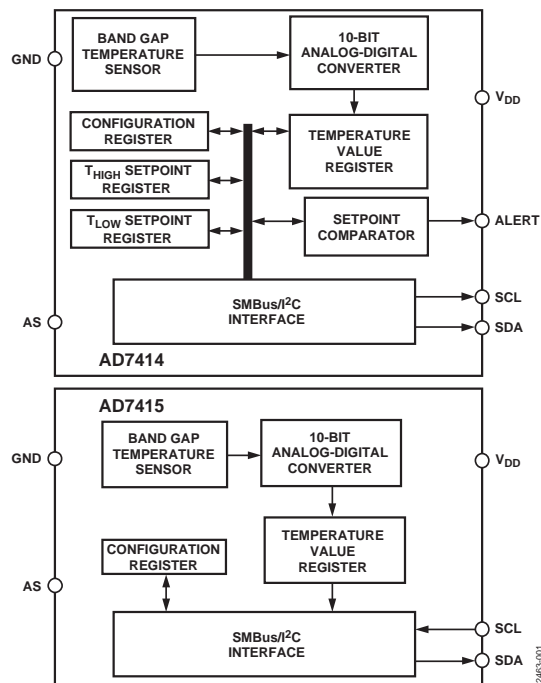 BAND GAP
TEMPERATURE
SENSOR
10-BIT
ANALOG-DIGITAL
CONVERTER
GND
VDD
CONFIGURATION
REGISTER
TEMPERATURE
VALUE
REGISTER
THIGH SETPOINT
REGISTER
TLOW SETPOINT
REGISTER
SETPOINT
COMPARATOR
ALERT
SMBus/I2C
INTERFACE
SCL
SDA
AS
AD7414
AD7415
BAND GAP
TEMPERATURE
SENSOR
10-BIT
ANALOG-DIGITAL
CONVERTER
GND
VDD
CONFIGURATION
REGISTER
TEMPERATURE
VALUE
REGISTER
AS
SMBus/I2C
INTERFACE
SCL
SDA
2463-001